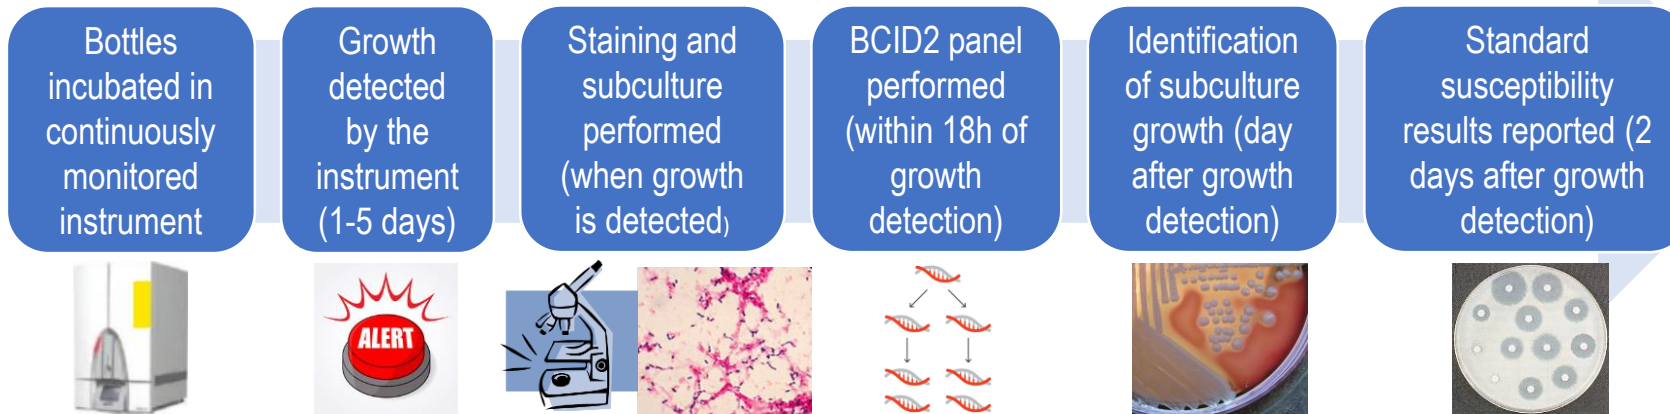 Bottles
incubated in
continuously
monitored
instrument
Growth
detected
by the
instrument
(1-5 days)
Staining and
subculture
performed
(when growth
is detected)
BCID2 panel
performed
(within 18h of
growth
detection)
Identification
of subculture
growth (day
after growth
detection)
Standard
susceptibility
results reported (2
days after growth
detection)
ALERT